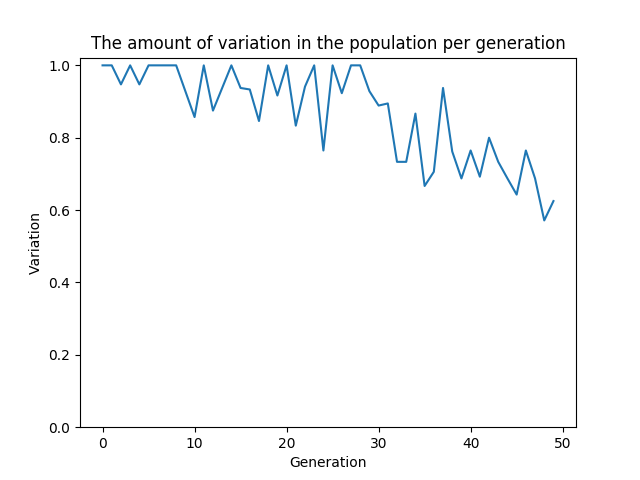 The amount of variation in the population per generation
1.0
0.8
0.6
0.4
0.2
0.0
Variation
0 10 20 30 40 50
Generation